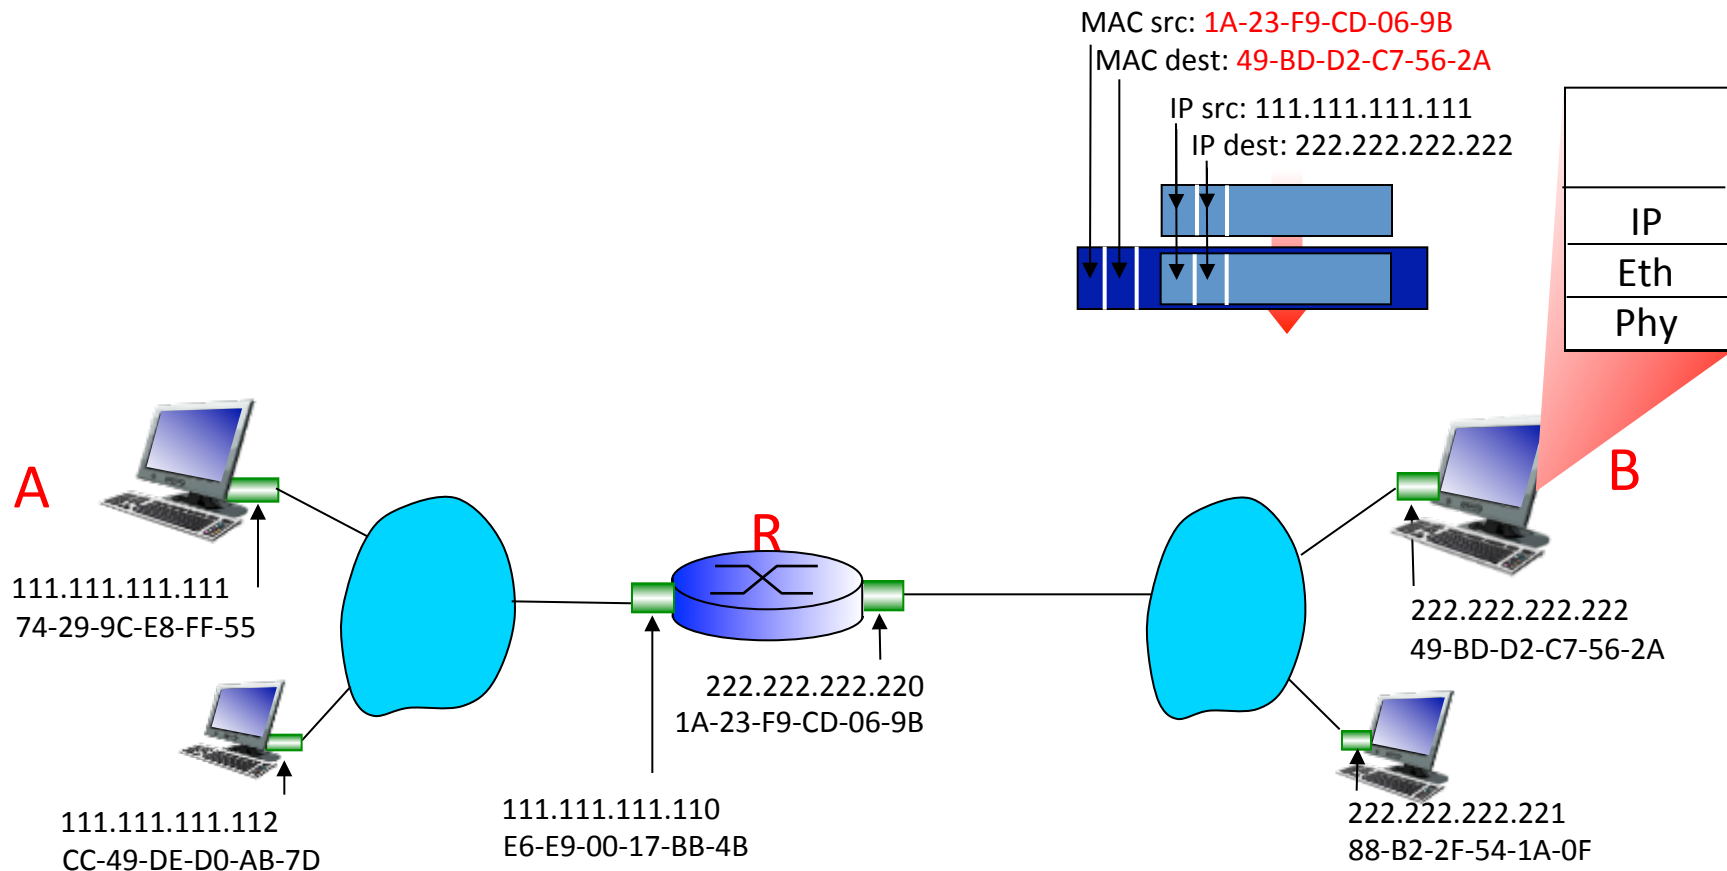 MAC src: 1A-23-F9-CD-06-9B
MAC dest: 49-BD-D2-C7-56-2A
IP src: 111.111.111.111
IP dest: 222.222.222.222
IP
Eth
Phy
A
R
B
111.111.111.111
74-29-9C-E8-FF-55
222.222.222.222
49-BD-D2-C7-56-2A
222.222.222.220
1A-23-F9-CD-06-9B
111.111.111.112
CC-49-DE-D0-AB-7D
111.111.111.110
E6-E9-00-17-BB-4B
222.222.222.221
88-B2-2F-54-1A-0F